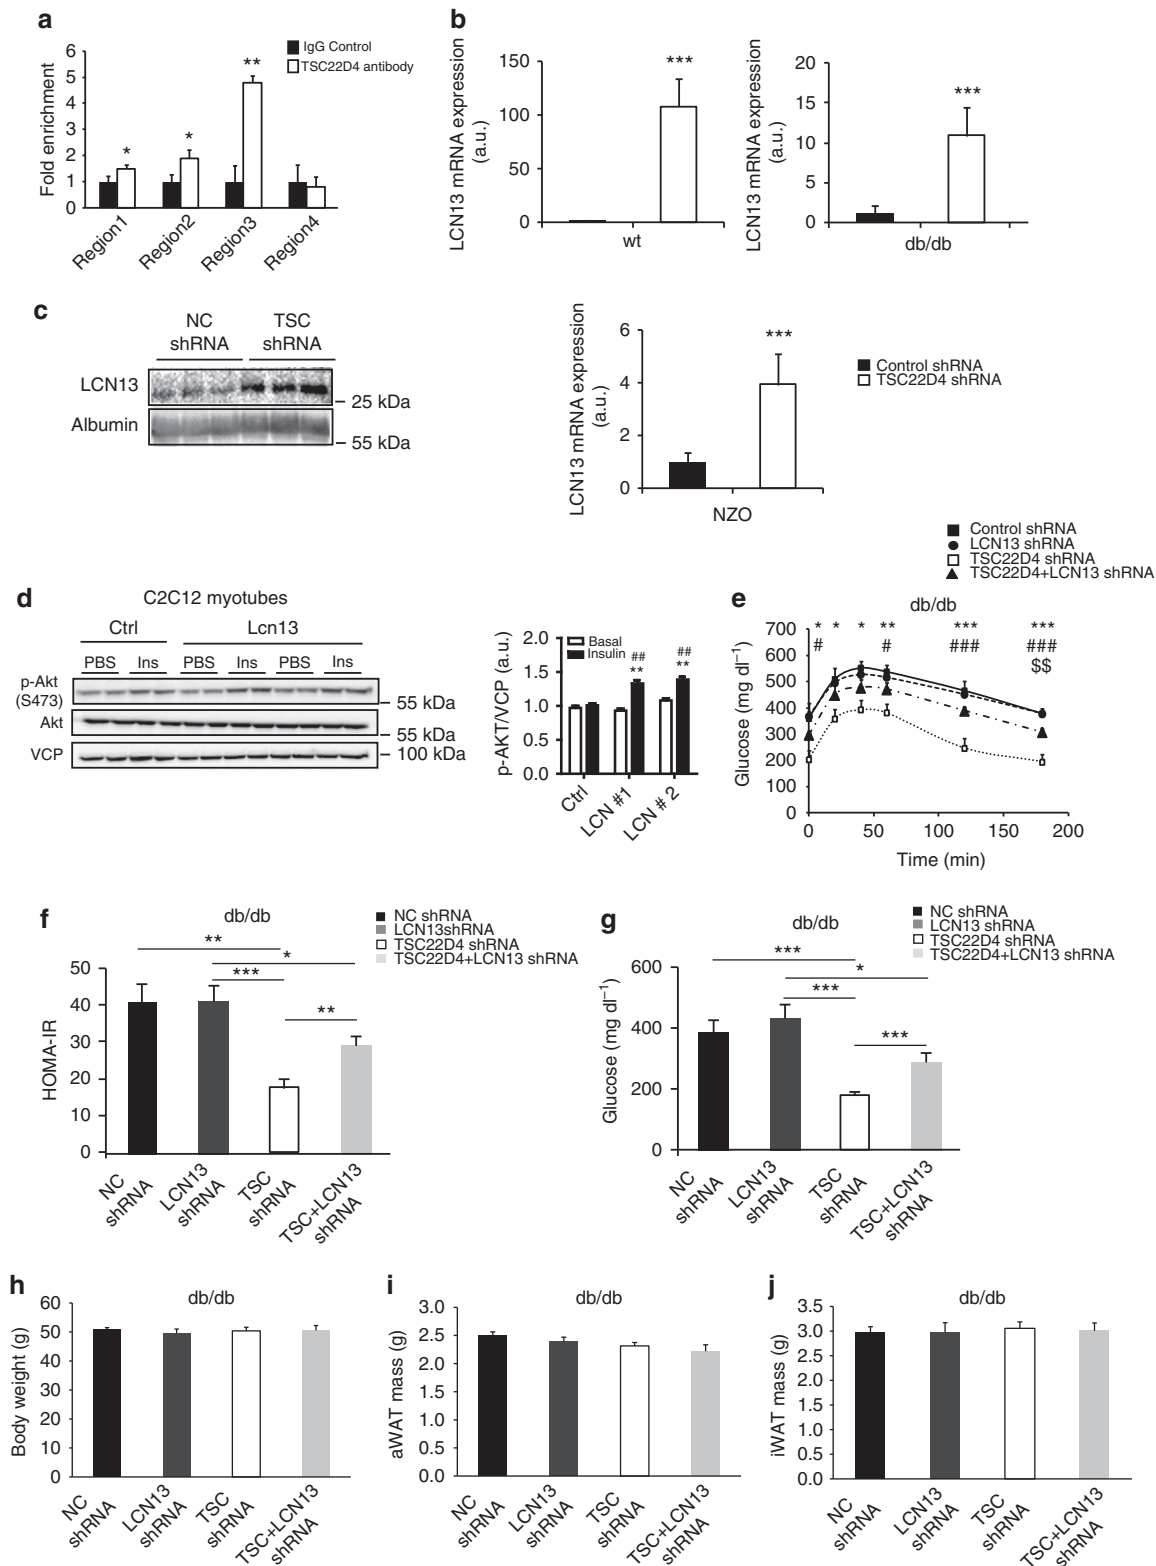 a
6
5
4
3
2
1
0
Fold enrichment
IgG Control
TSC22D4 antibody
*
*
**
Region1
Region2
Region3
Region4
b
LCN13 mRNA expression
(a.u.)
150
100
50
0
***
wt
LCN13 mRNA expression
(a.u.)
20
15
10
5
0
***
db/db
LCN13 mRNA expression
(a.u.)
6
4
2
0
***
NZO
Control shRNA
TSC22D4 shRNA
c
NC
shRNA
TSC
shRNA
LCN13
25 kDa
Albumin
55 kDa
d
C2C12 myotubes
Ctrl
Lcn13
PBS
Ins
PBS
Ins
PBS
Ins
p-Akt
(S473)
55 kDa
Akt
55 kDa
VCP
100 kDa
p-AKT/VCP (a.u.)
2.0
1.5
1.0
0.5
0.0
Basal
Insulin
##
**
##
**
Ctrl
LCN #1
LCN # 2
Control shRNA
LCN13 shRNA
TSC22D4 shRNA
TSC22D4+LCN13 shRNA
e
db/db
Glucose (mg dl–1)
700
600
500
400
300
200
100
0
* * * ** *** ***
# # ### ###
$$
0 50 100 150 200
Time (min)
f
db/db
NC shRNA
LCN13shRNA
TSC22D4 shRNA
TSC22D4+LCN13 shRNA
HOMA-IR
50
40
30
20
10
0
**
*
***
**
NC
shRNA
LCN13
shRNA
TSC
shRNA
TSC+LCN13
shRNA
g
db/db
NC shRNA
LCN13 shRNA
TSC22D4 shRNA
TSC22D4+LCN13 shRNA
Glucose (mg dl–1)
600
400
200
0
***
*
***
***
NC
shRNA
LCN13
shRNA
TSC
shRNA
TSC+LCN13
shRNA
h
db/db
Body weight (g)
60
50
40
30
20
10
0
NC
shRNA
LCN13
shRNA
TSC
shRNA
TSC+LCN13
shRNA
i
db/db
aWAT mass (g)
3.0
2.5
2.0
1.5
1.0
0.5
0.0
NC
shRNA
LCN13
shRNA
TSC
shRNA
TSC+LCN13
shRNA
j
db/db
iWAT mass (g)
3.5
3.0
2.5
2.0
1.5
1.0
0.5
0.0
NC
shRNA
LCN13
shRNA
TSC
shRNA
TSC+LCN13
shRNA